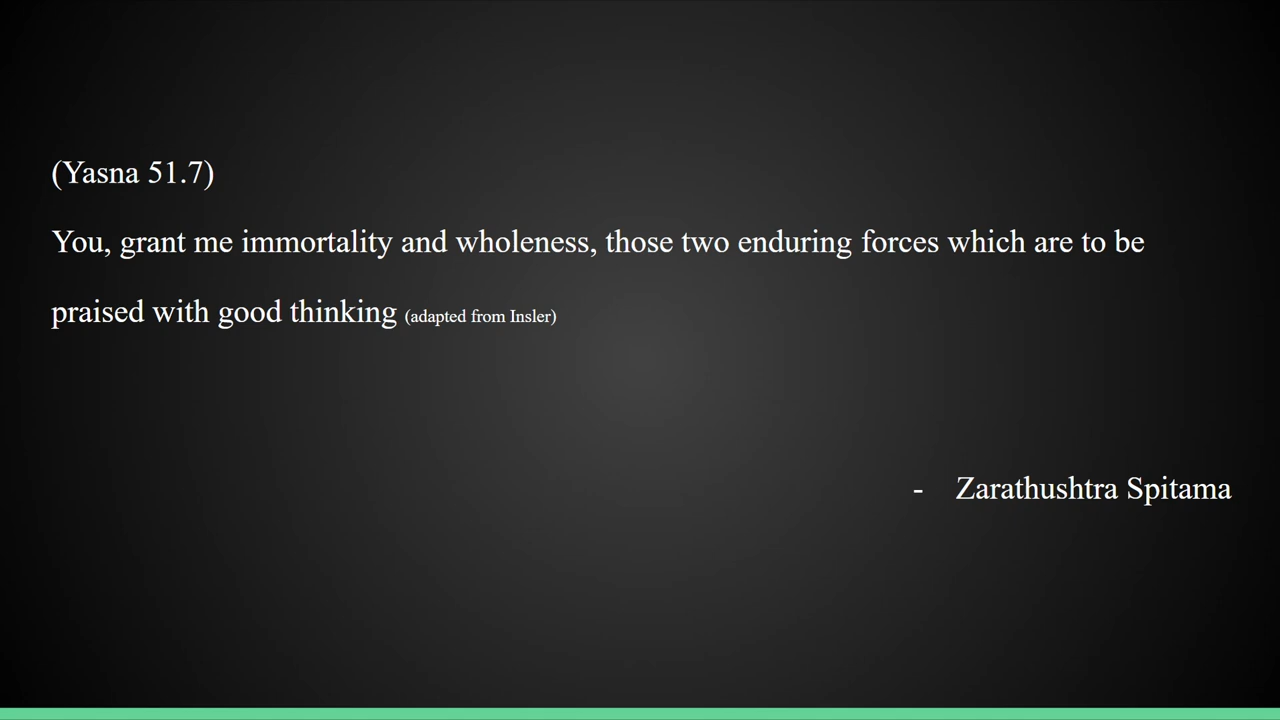 (Yasna 51.7)
You, grant me immortality and wholeness, those two enduring forces which are to be
praised with good thinking (adapted from Insler)
- Zarathushtra Spitama